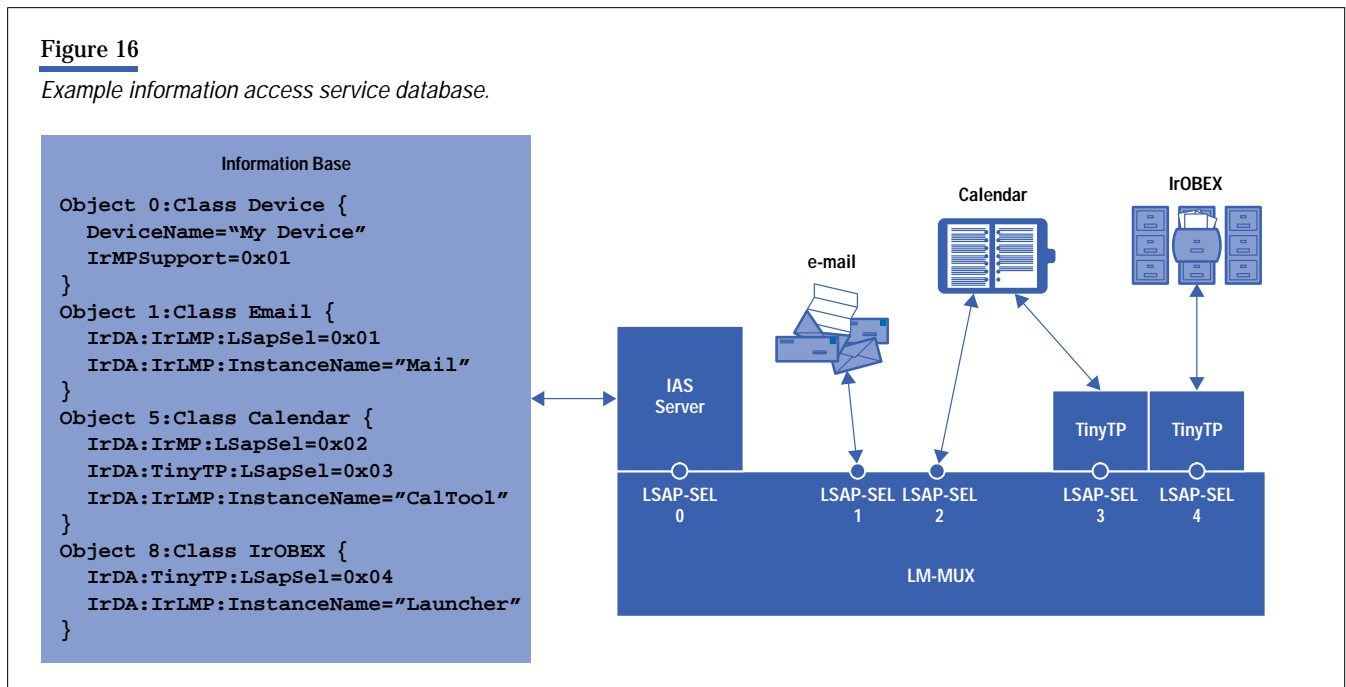 Figure 16
Example information access service database.
Information Base
Object 0:Class Device {
DeviceName=“My Device”
IrMPSupport=0x01
}
Object 1:Class Email {
IrDA:IrLMP:LSapSel=0x01
IrDA:IrLMP:InstanceName=”Mail”
}
Object 5:Class Calendar {
IrDA:IrMP:LSapSel=0x02
IrDA:TinyTP:LSapSel=0x03
IrDA:IrLMP:InstanceName=”CalTool”
}
Object 8:Class IrOBEX {
IrDA:TinyTP:LSapSel=0x04
IrDA:IrLMP:InstanceName=”Launcher”
}
e-mail
Calendar
IrOBEX
IAS
Server
TinyTP
TinyTP
LSAP-SEL
0
LSAP-SEL
1
LSAP-SEL
2
LSAP-SEL
3
LSAP-SEL
4
LM-MUX